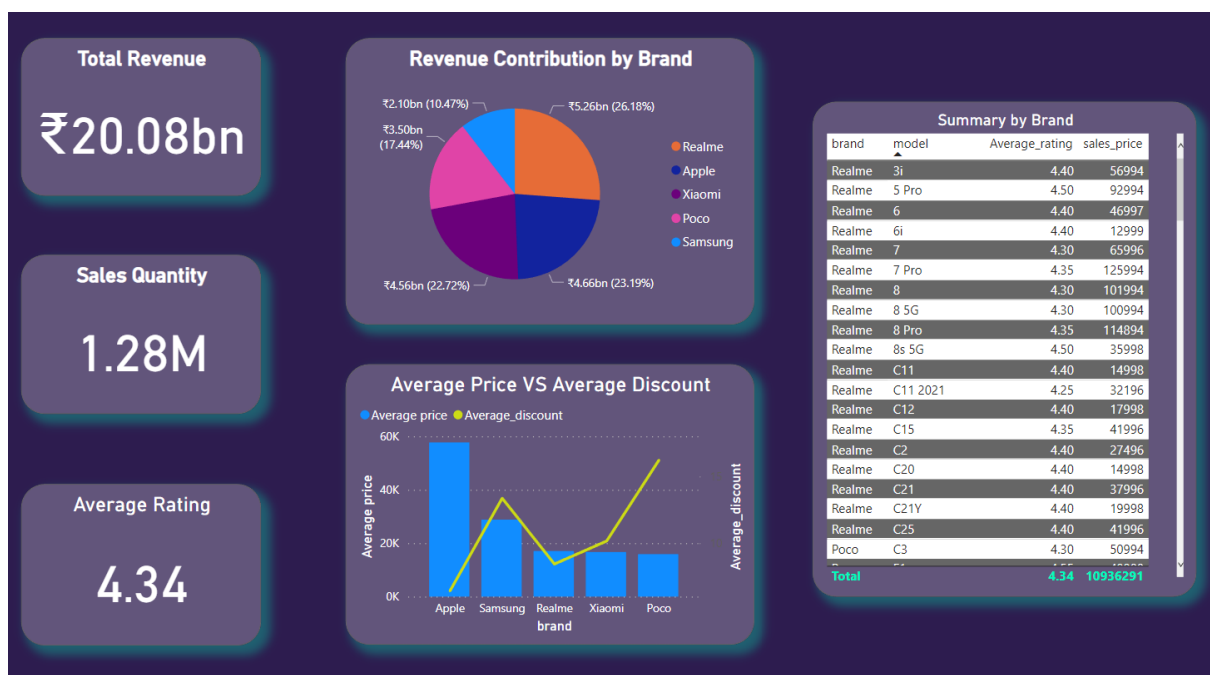 Total Revenue
₹20.08bn
Sales Quantity
1.28M
Average Rating
4.34
Revenue Contribution by Brand
₹2.10bn (10.47%)
₹5.26bn (26.18%)
₹3.50bn
(17.44%)
₹4.56bn (22.72%)
₹4.66bn (23.19%)
Realme
Apple
Xiaomi
Poco
Samsung
Average Price VS Average Discount
Average price Average_discount
60K
40K
20K
0K
Average price
Average_discount
Apple Samsung Realme Xiaomi Poco
brand
Summary by Brand
brand model Average_rating sales_price
Realme 3i 4.40 56994
Realme 5 Pro 4.50 92994
Realme 6 4.40 46997
Realme 6i 4.40 12999
Realme 7 4.30 65996
Realme 7 Pro 4.35 125994
Realme 8 4.30 101994
Realme 8 5G 4.30 100994
Realme 8 Pro 4.35 114894
Realme 8s 5G 4.50 35998
Realme C11 4.40 14998
Realme C11 2021 4.25 32196
Realme C12 4.40 17998
Realme C15 4.35 41996
Realme C2 4.40 27496
Realme C20 4.40 14998
Realme C21 4.40 37996
Realme C21Y 4.40 19998
Realme C25 4.40 41996
Poco C3 4.30 50994
Total 4.34 10936291